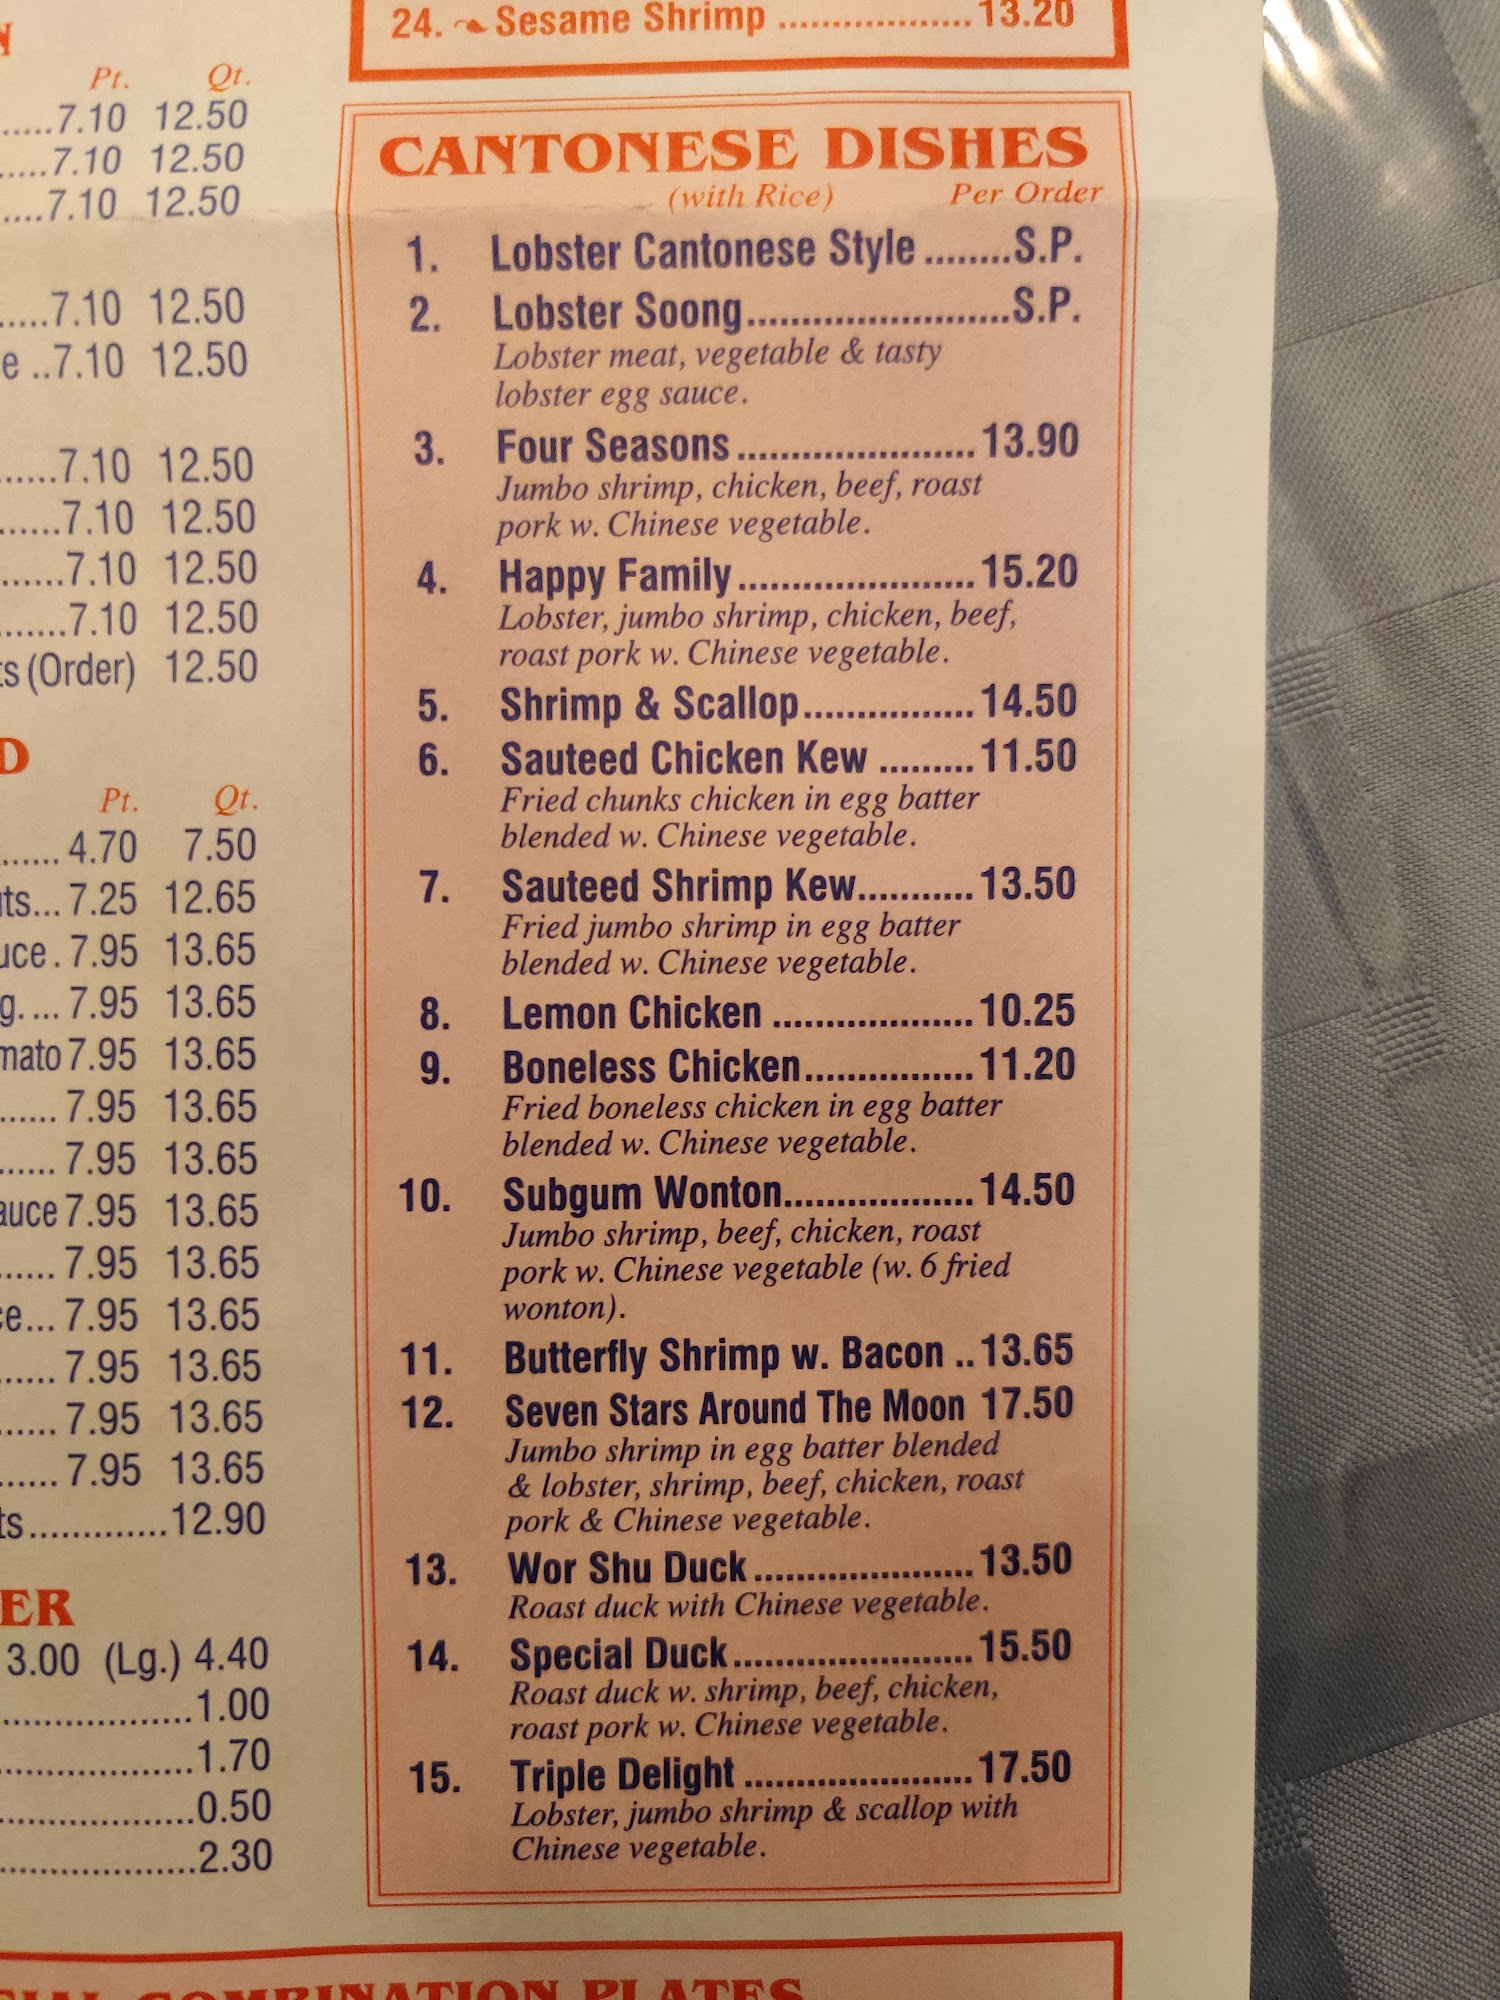 24. Sesame Shrimp .................. 13.20
Pt. Qt.
......7.10 12.50
.....7.10 12.50
....7.10 12.50
.....7.10 12.50
e ..7.10 12.50
......7.10 12.50
......7.10 12.50
.......7.10 12.50
.......7.10 12.50
(Order) 12.50
D
Pt. Qt.
...... 4.70 7.50
... 7.25 12.65
. 7.95 13.65
g. ... 7.95 13.65
7.95 13.65
...... 7.95 13.65
...... 7.95 13.65
7.95 13.65
...... 7.95 13.65
... 7.95 13.65
...... 7.95 13.65
...... 7.95 13.65
....... 7.95 13.65
.............12.90
ER
3.00 (Lg.) 4.40
...................1.00
...................1.70
...................0.50
...................2.30
CANTONESE DISHES
(with Rice) Per Order
1. Lobster Cantonese Style ........S.P.
2. Lobster Soong........................S.P.
Lobster meat, vegetable & tasty
lobster egg sauce.
3. Four Seasons ...................... 13.90
Jumbo shrimp, chicken, beef, roast
pork w. Chinese vegetable.
4. Happy Family...................... 15.20
Lobster, jumbo shrimp, chicken, beef,
roast pork w. Chinese vegetable.
5. Shrimp & Scallop................ 14.50
6. Sauteed Chicken Kew ......... 11.50
Fried chunks chicken in egg batter
blended w. Chinese vegetable.
7. Sauteed Shrimp Kew........... 13.50
Fried jumbo shrimp in egg batter
blended w. Chinese vegetable.
8. Lemon Chicken ................... 10.25
9. Boneless Chicken................ 11.20
Fried boneless chicken in egg batter
blended w. Chinese vegetable.
10. Subgum Wonton.................. 14.50
Jumbo shrimp, beef, chicken, roast
pork w. Chinese vegetable (w. 6 fried
wonton).
11. Butterfly Shrimp w. Bacon .. 13.65
12. Seven Stars Around The Moon 17.50
Jumbo shrimp in egg batter blended
& lobster, shrimp, beef, chicken, roast
pork & Chinese vegetable.
13. Wor Shu Duck ..................... 13.50
Roast duck with Chinese vegetable.
14. Special Duck....................... 15.50
Roast duck w. shrimp, beef, chicken,
roast pork w. Chinese vegetable.
15. Triple Delight ...................... 17.50
Lobster, jumbo shrimp & scallop with
Chinese vegetable.
COMBINATION PLATES